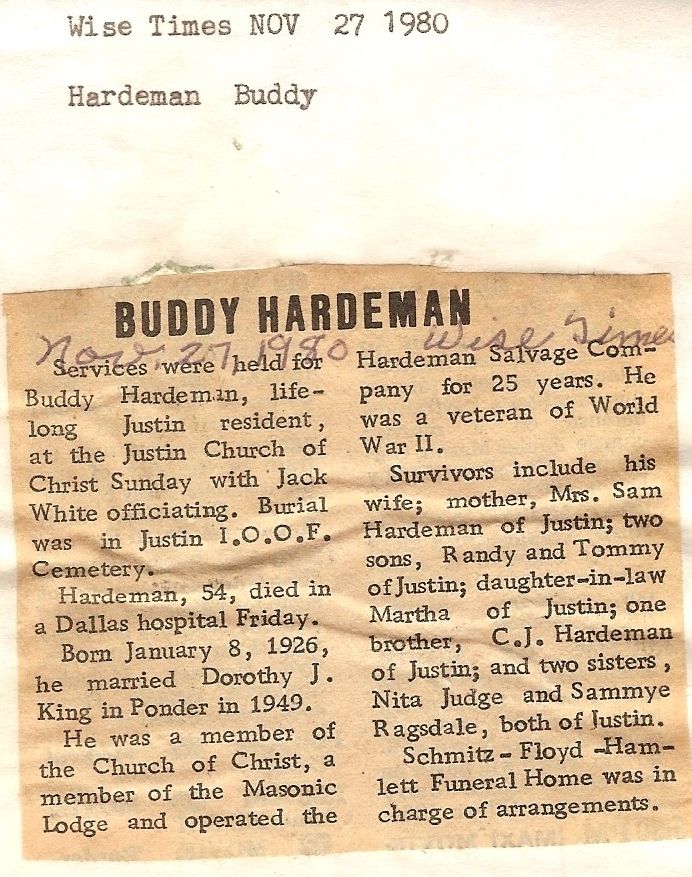 Wise Times NOV 27 1980
Hardeman Buddy
BUDDY HARDEMAN
Nov. 27, 1980 Wise Times
Services were held for
Buddy Hardeman, life-
long Justin resident,
at the Justin Church of
Christ Sunday with Jack
White officiating. Burial
was in Justin I.O.O.F.
Cemetery.
Hardeman, 54, died in
a Dallas hospital Friday.
Born January 8, 1926,
he married Dorothy J.
King in Ponder in 1949.
He was a member of
the Church of Christ, a
member of the Masonic
Lodge and operated the
Hardeman Salvage Com-
pany for 25 years. He
was a veteran of World
War II.
Survivors include his
wife; mother, Mrs. Sam
Hardeman of Justin; two
sons, Randy and Tommy
of Justin; daughter-in-law
Martha of Justin; one
brother, C.J. Hardeman
of Justin; and two sisters,
Nita Judge and Sammye
Ragsdale, both of Justin.
Schmitz-Floyd-Ham-
lett Funeral Home was in
charge of arrangements.